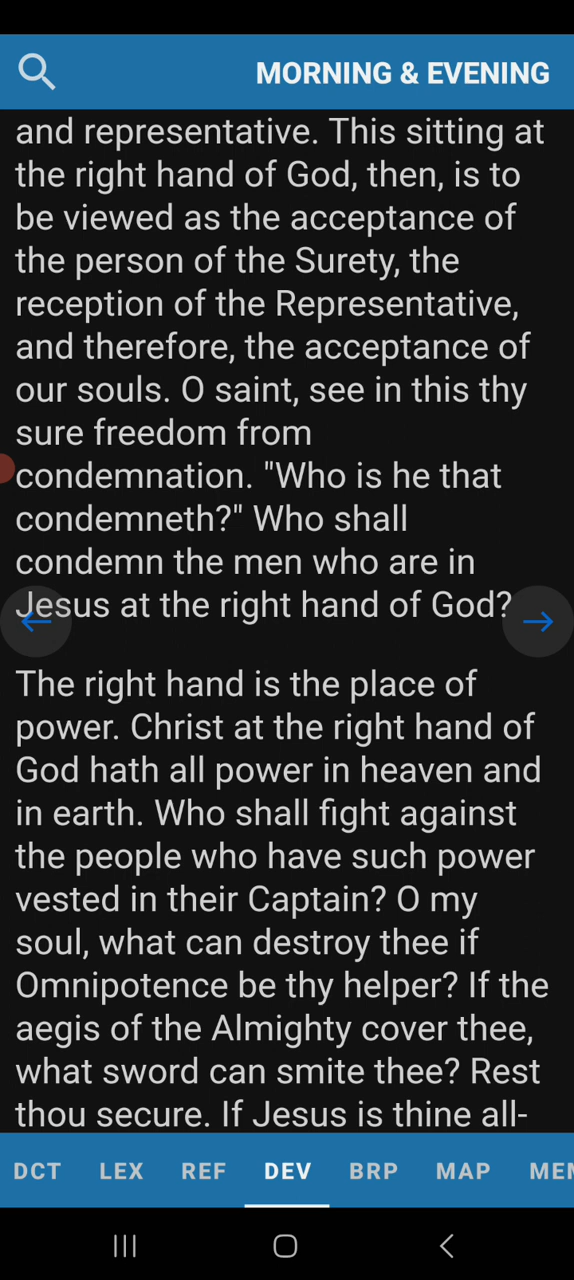 MORNING & EVENING
and representative. This sitting at
the right hand of God, then, is to
be viewed as the acceptance of
the person of the Surety, the
reception of the Representative,
and therefore, the acceptance of
our souls. O saint, see in this thy
sure freedom from
condemnation. "Who is he that
condemneth?" Who shall
condemn the men who are in
Jesus at the right hand of God?
The right hand is the place of
power. Christ at the right hand of
God hath all power in heaven and
in earth. Who shall fight against
the people who have such power
vested in their Captain? O my
soul, what can destroy thee if
Omnipotence be thy helper? If the
aegis of the Almighty cover thee,
what sword can smite thee? Rest
thou secure. If Jesus is thine all-
DCT LEX REF DEV BRP MAP MEM